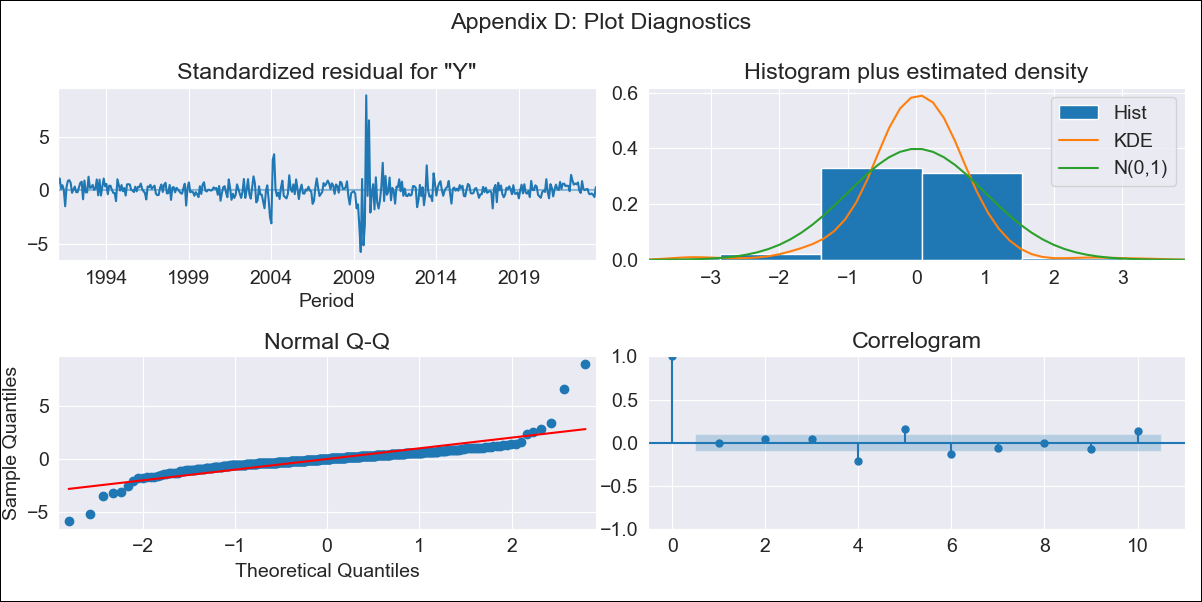 Appendix D: Plot Diagnostics
Standardized residual for "Y"
5
0
−5
1994 1999 2004 2009 2014 2019
Period
Histogram plus estimated density
0.6
0.4
0.2
0.0
−3 −2 −1 0 1 2 3
Hist
KDE
N(0,1)
Normal Q-Q
Sample Quantiles
5
0
−5
−2 −1 0 1 2
Theoretical Quantiles
Correlogram
1.0
0.5
0.0
−0.5
−1.0
0 2 4 6 8 10